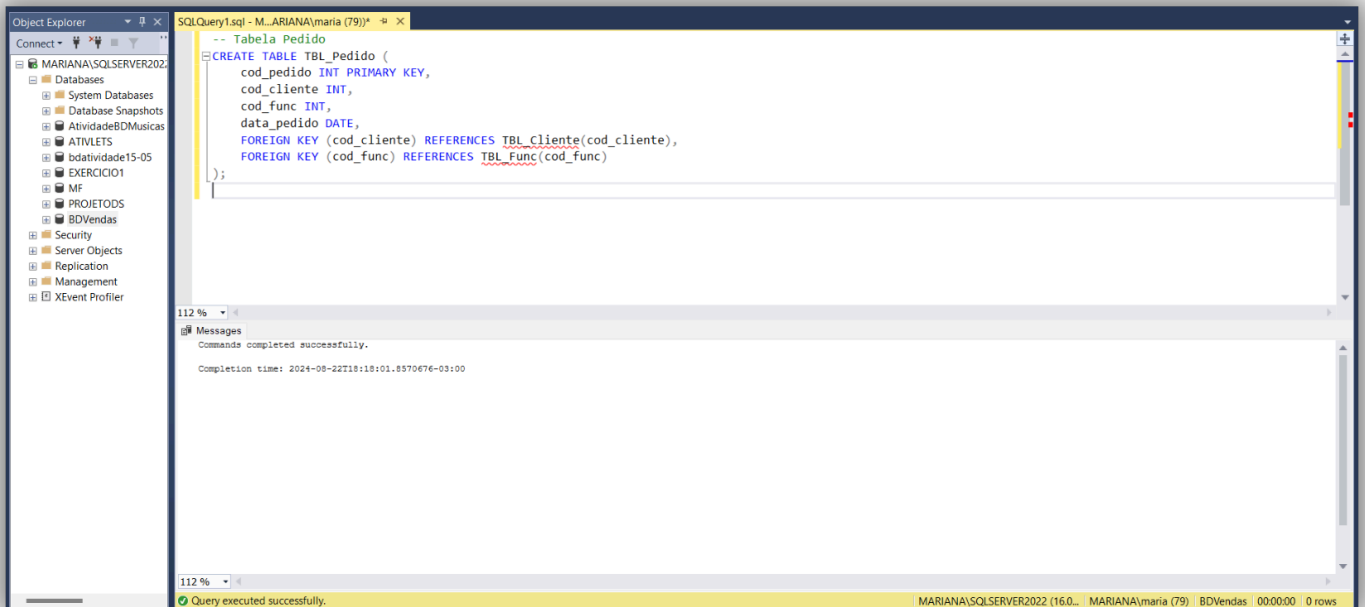 Object Explorer
Connect
MARIANA\SQLSERVER2022
Databases
System Databases
Database Snapshots
AtividadeBDMusicas
ATIVLETS
bdatividade15-05
EXERCICIO1
MF
PROJETODS
BDVendas
Security
Server Objects
Replication
Management
XEvent Profiler
SQLQuery1.sql - M...ARIANA\maria (79))*
-- Tabela Pedido
CREATE TABLE TBL_Pedido (
cod_pedido INT PRIMARY KEY,
cod_cliente INT,
cod_func INT,
data_pedido DATE,
FOREIGN KEY (cod_cliente) REFERENCES TBL_Cliente(cod_cliente),
FOREIGN KEY (cod_func) REFERENCES TBL_Func(cod_func)
);
112 %
Messages
Commands completed successfully.
Completion time: 2024-08-22T18:18:01.8570676-03:00
112 %
Query executed successfully.
MARIANA\SQLSERVER2022 (16.0... MARIANA\maria (79) BDVendas 00:00:00 0 rows